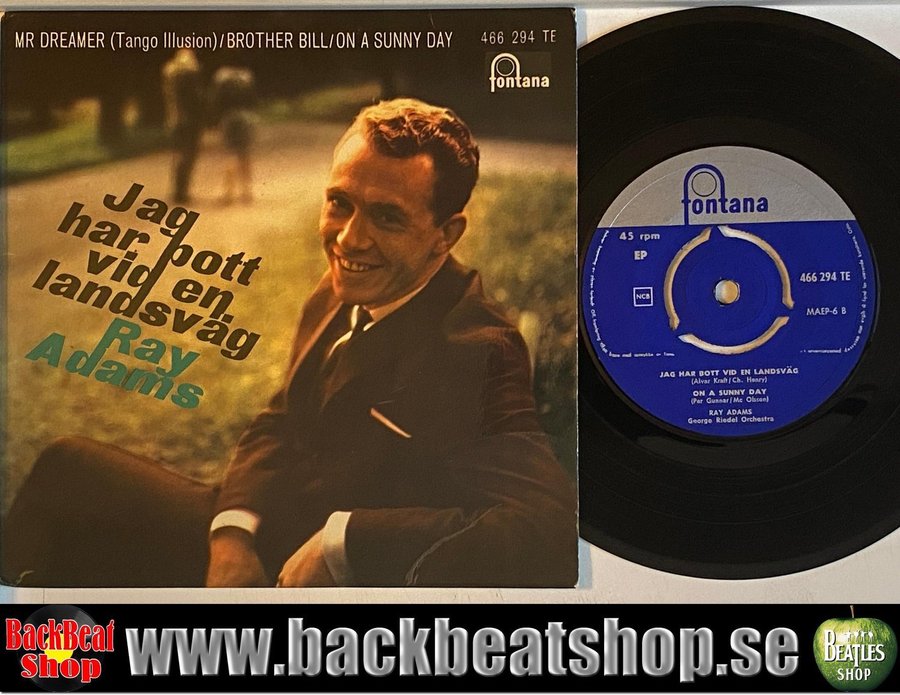 MR DREAMER (Tango Illusion)/BROTHER BILL/ON A SUNNY DAY 466 294 TE
fontana
Jag
har bott
vid en
landsväg
Ray
Adams
fontana
45 rpm
EP
NCB
466 294 TE
MAEP-6 B
JAG HAR BOTT VID EN LANDSVÄG
(Alvar Kraft/Ch. Henry)
ON A SUNNY DAY
(Per Gunnar/Mc Olsson)
RAY ADAMS
George Riedel Orchestra
BackBeat
Shop
www.backbeatshop.se
BEATLES
SHOP